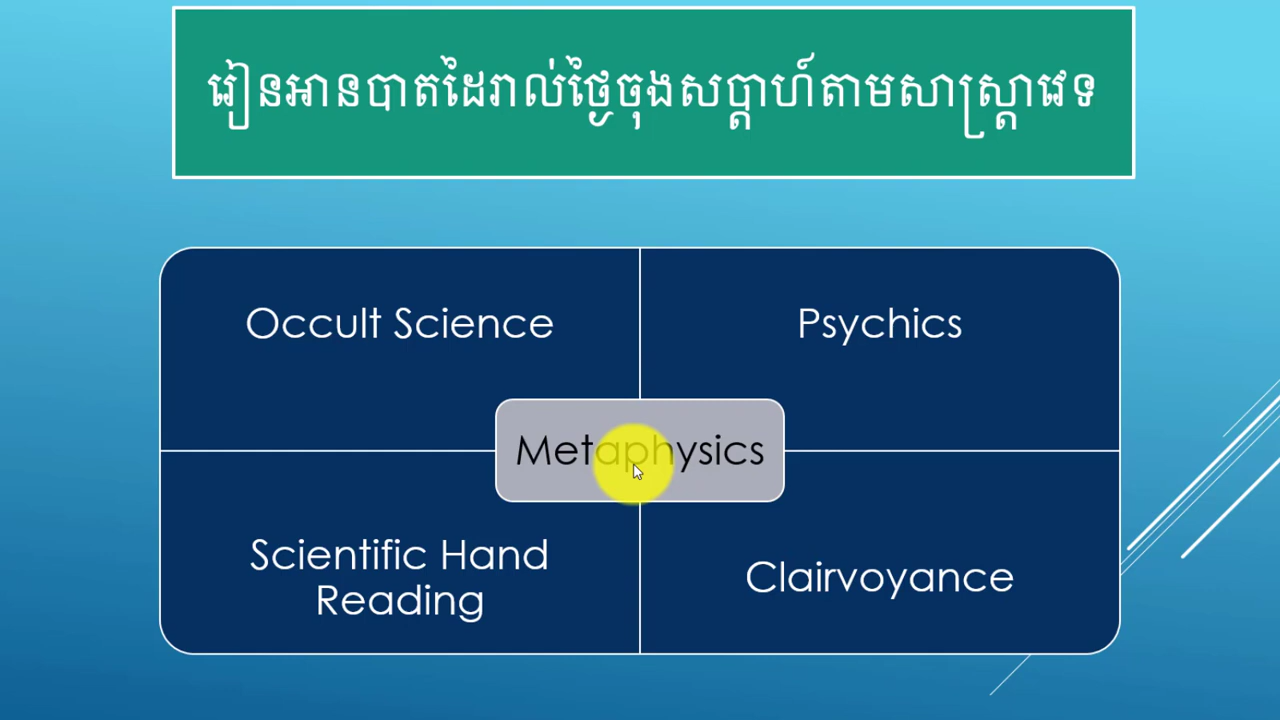 រៀនអានបាតដៃរាល់ថ្ងៃចុងសប្តាហ៍តាមសាស្ត្រាវេទ
Occult Science
Psychics
Metaphysics
Scientific Hand
Reading
Clairvoyance